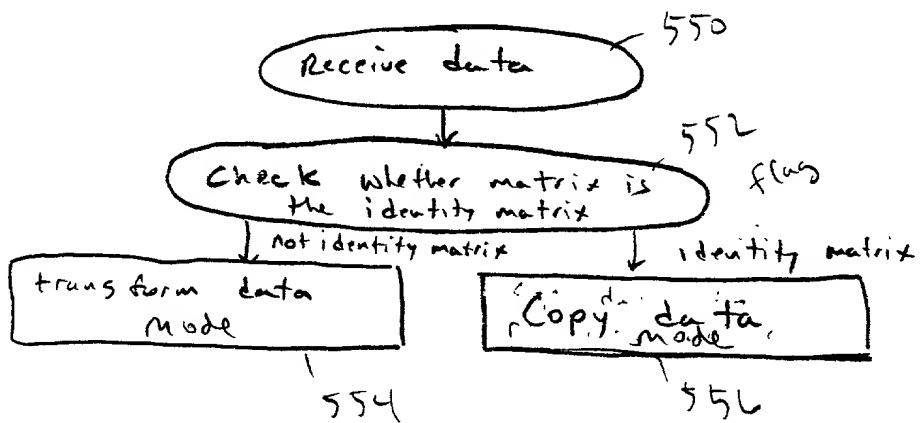 550
Receive data
552
Check whether matrix is
the identity matrix
flag
not identity matrix
identity matrix
transform data
mode
Copy data
mode
554
556